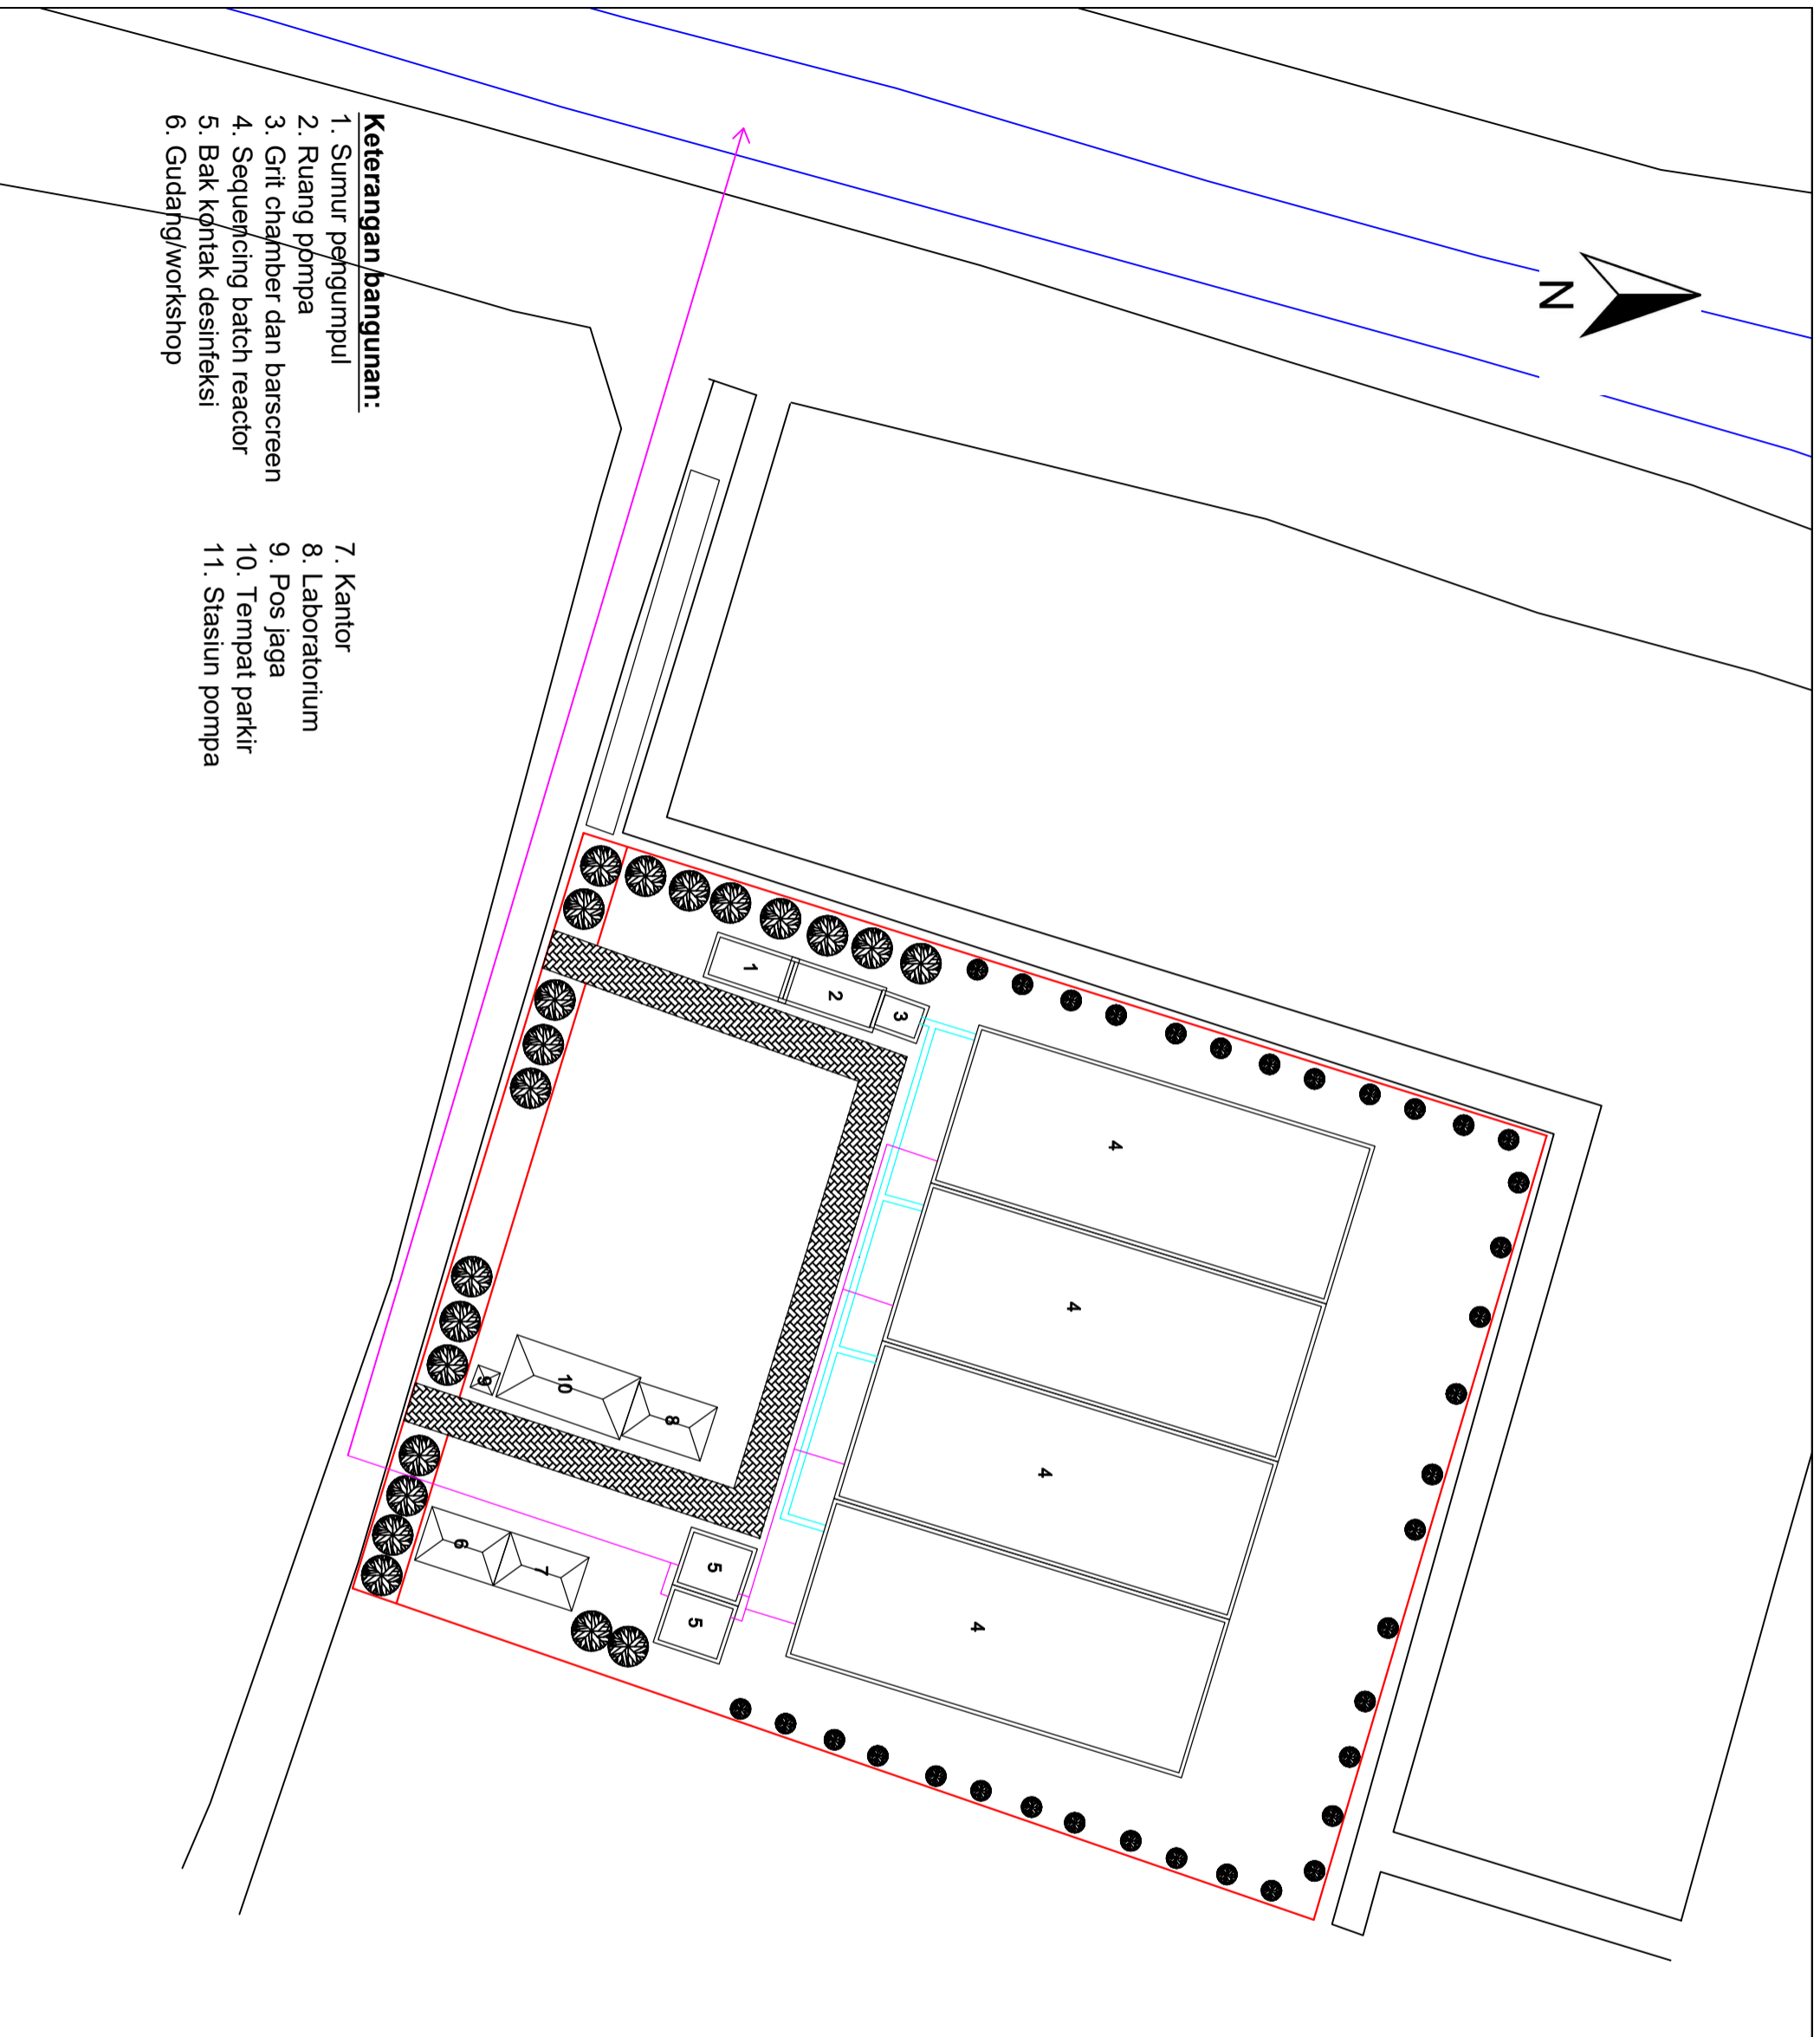 N
Keterangan bangunan:
1. Sumur pengumpul
2. Ruang pompa
3. Grit chamber dan barscreen
4. Sequencing batch reactor
5. Bak kontak desinfeksi
6. Gudang/workshop
7. Kantor
8. Laboratorium
9. Pos jaga
10. Tempat parkir
11. Stasiun pompa
1
2
3
4
4
4
4
5
5
6
7
8
9
10